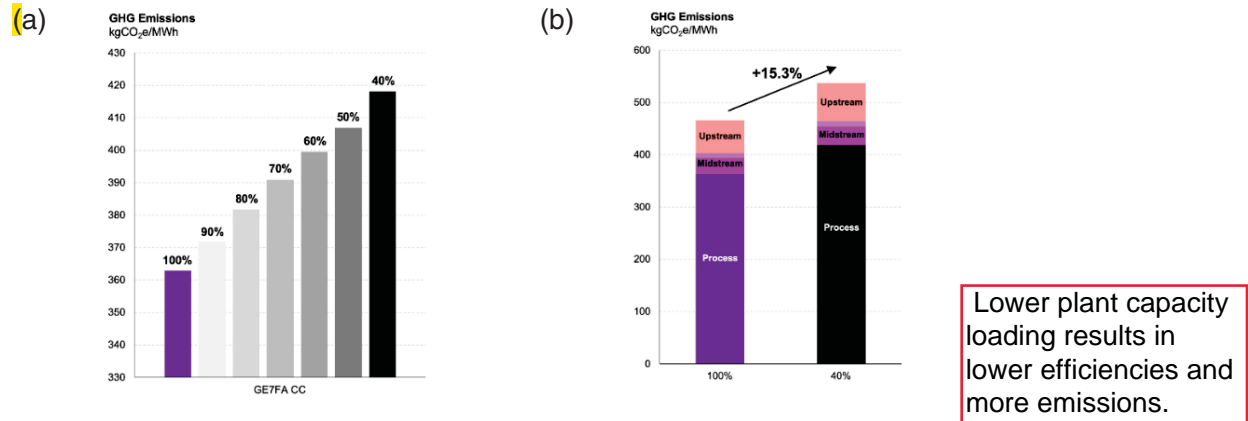 (a)
GHG Emissions
kgCO₂e/MWh
430
420
410
400
390
380
370
360
350
340
330
100%
90%
80%
70%
60%
50%
40%
GE7FA CC
(b)
GHG Emissions
kgCO₂e/MWh
600
500
400
300
200
100
0
+15.3%
Upstream
Midstream
Process
Upstream
Midstream
Process
100%
40%
Lower plant capacity
loading results in
lower efficiencies and
more emissions.